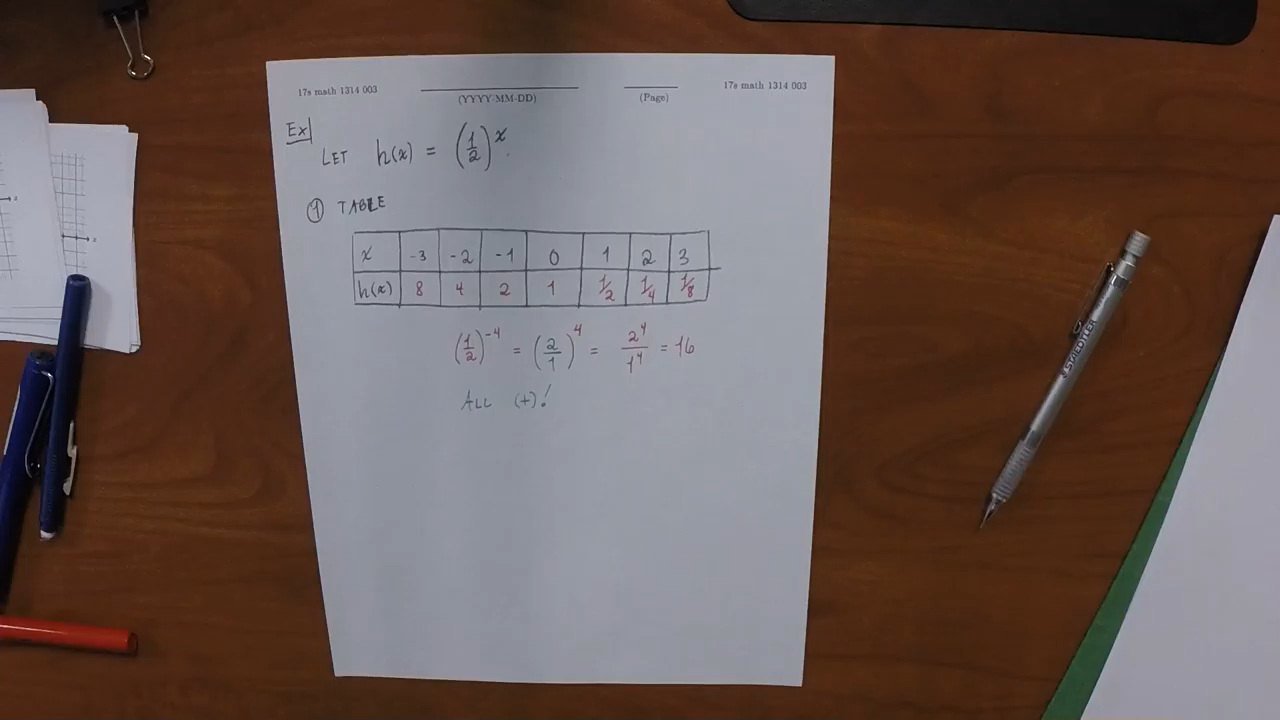 17s math 1314 003 (YYYY-MM-DD) (Page) 17s math 1314 003
Ex
LET h(x) = (1/2)^x.
① TABLE
x -3 -2 -1 0 1 2 3
h(x) 8 4 2 1 1/2 1/4 1/8
(1/2)^-4 = (2/1)^4 = 2^4/1^4 = 16
ALL (+)!
STAEDTLER